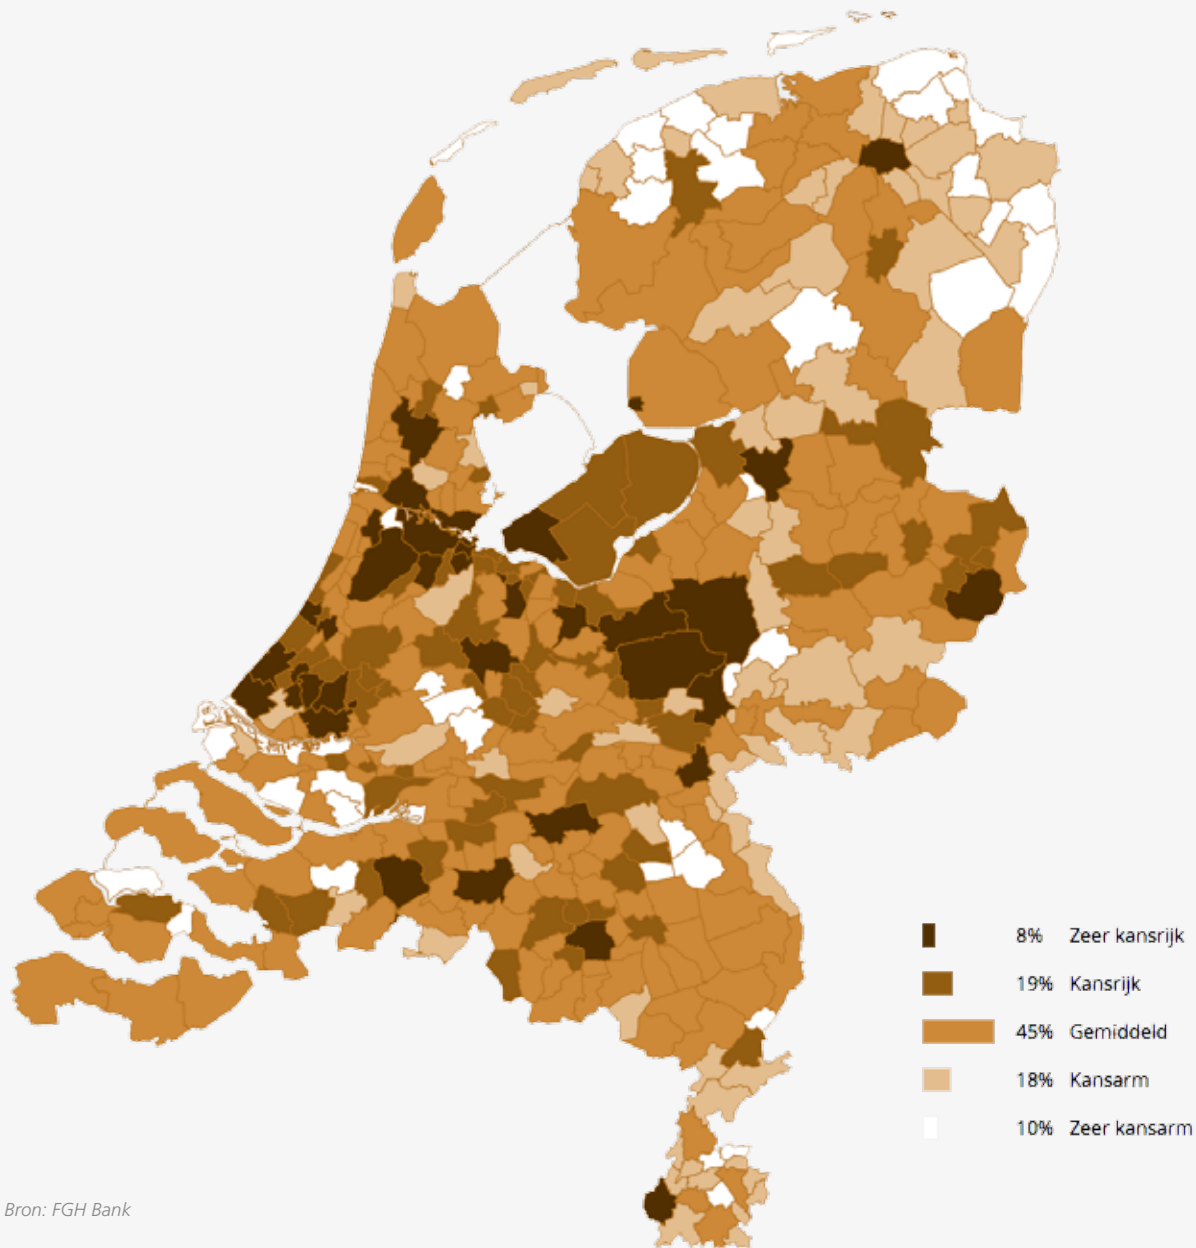 8% Zeer kansrijk
19% Kansrijk
45% Gemiddeld
18% Kansarm
10% Zeer kansarm
Bron: FGH Bank